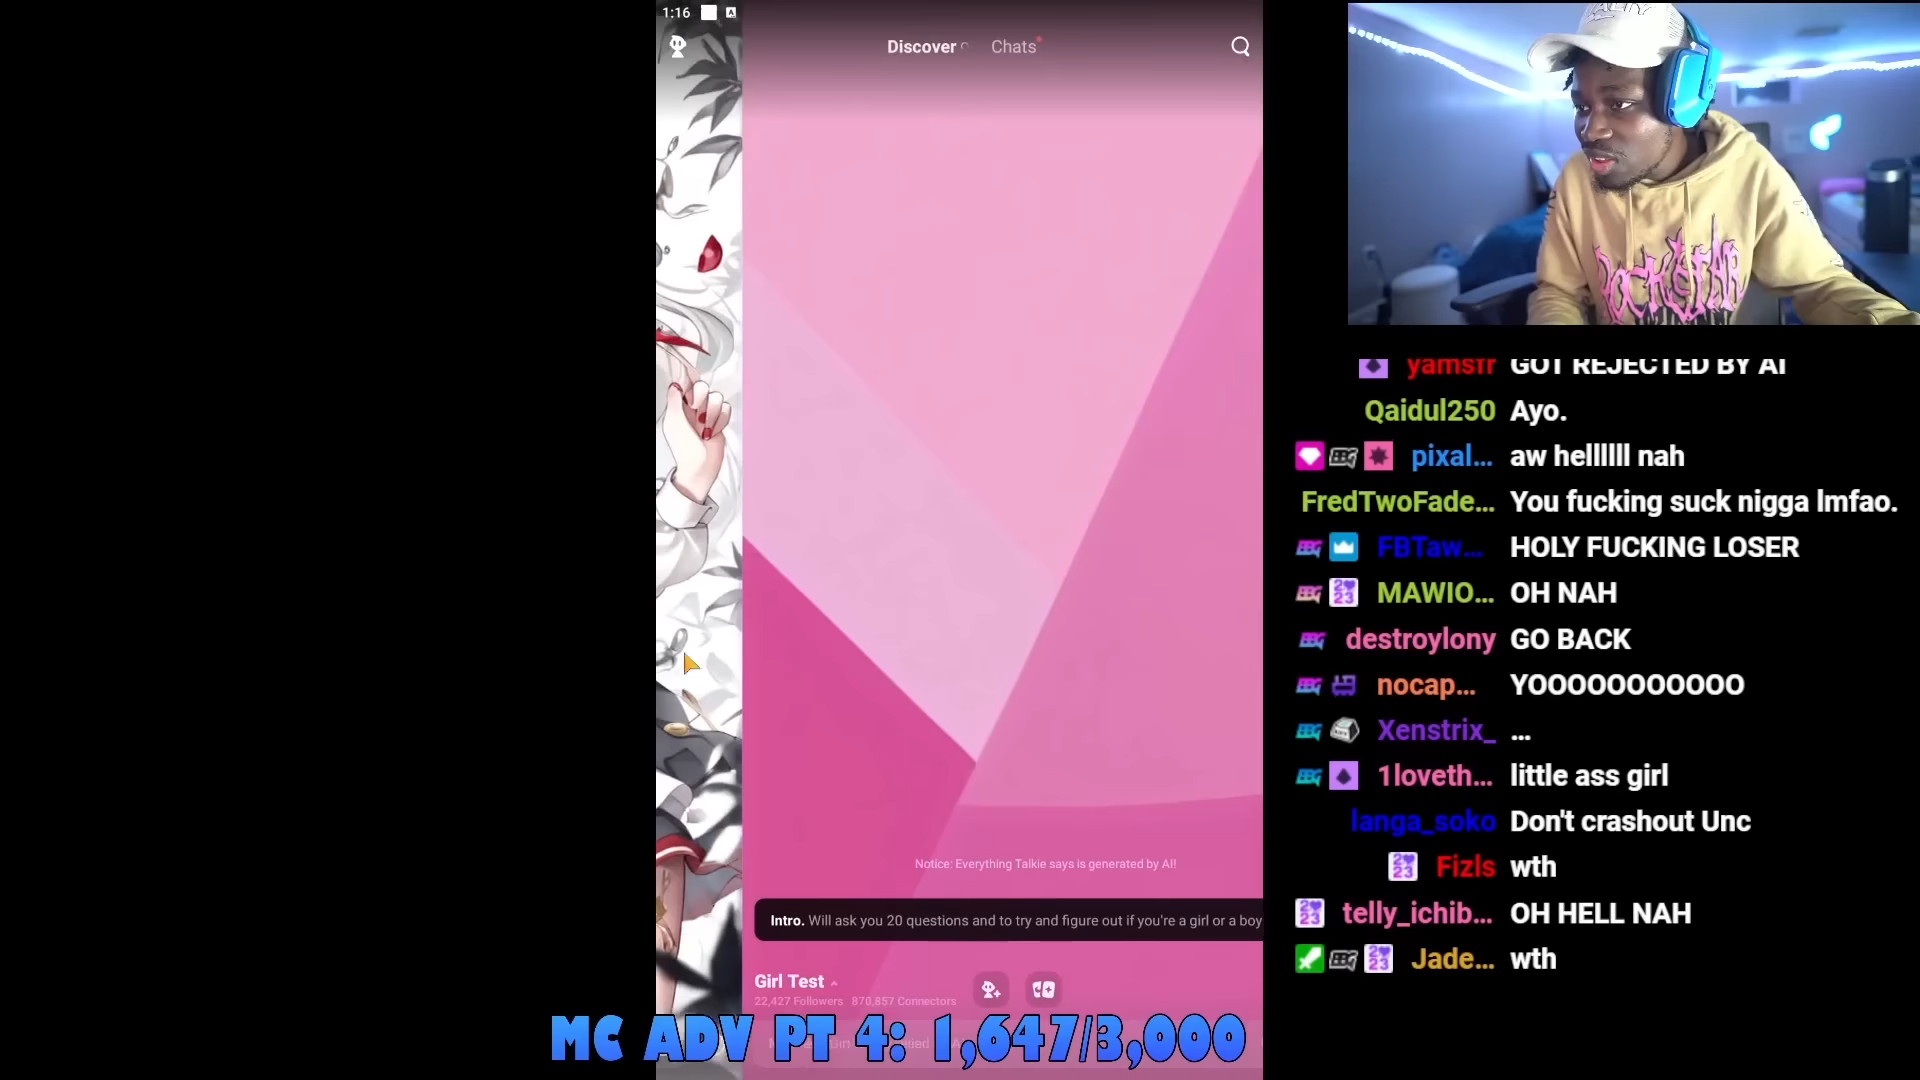 1:16
Discover
Chats
ROCKSTAR
yamsfr GOT REJECTED BY AI
Qaidul250 Ayo.
pixal... aw hellllll nah
FredTwoFade... You fucking suck nigga lmfao.
FBTaw... HOLY FUCKING LOSER
MAWIO... OH NAH
destroylony GO BACK
nocap... YOOOOOOOOOOO
Xenstrix_ ...
1loveth... little ass girl
langa_soko Don't crashout Unc
Fizls wth
telly_ichib... OH HELL NAH
Jade... wth
Notice: Everything Talkie says is generated by AI!
Intro. Will ask you 20 questions and to try and figure out if you're a girl or a boy
Girl Test
22,427 Followers 870,857 Connectors
MC ADV PT 4: 1,647/3,000